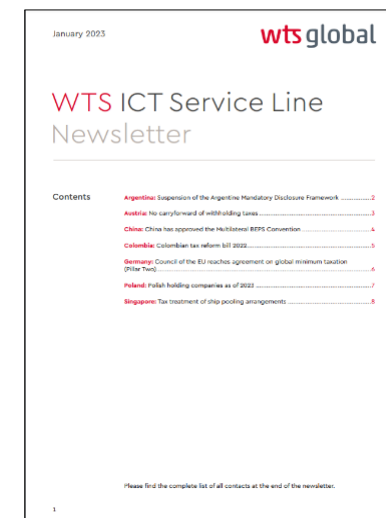 January 2023
wts global
WTS ICT Service Line
Newsletter
Contents
Argentina: Suspension of the Argentine Mandatory Disclosure Framework ..............2
Austria: No carryforward of withholding taxes ..............3
China: China has approved the Multilateral BEPS Convention ..............4
Colombia: Colombian tax reform bill 2022..............5
Germany: Council of the EU reaches agreement on global minimum taxation
(Pillar Two)..............6
Poland: Polish holding companies as of 2023 ..............7
Singapore: Tax treatment of ship pooling arrangements ..............8
Please find the complete list of all contacts at the end of the newsletter.
1